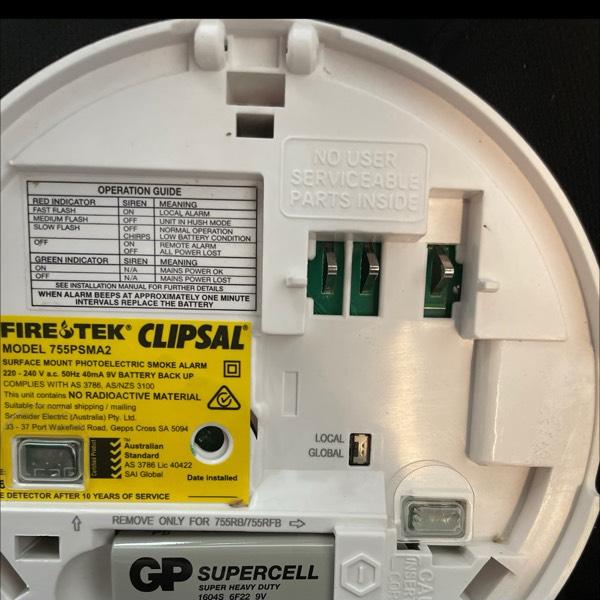 NO USER
SERVICEABLE
PARTS INSIDE
OPERATION GUIDE
RED INDICATOR SIREN MEANING
FAST FLASH ON LOCAL ALARM
MEDIUM FLASH OFF UNIT IN HUSH MODE
SLOW FLASH OFF NORMAL OPERATION
CHIRPS LOW BATTERY CONDITION
OFF ON REMOTE ALARM
OFF ALL POWER LOST
GREEN INDICATOR SIREN MEANING
ON N/A MAINS POWER OK
OFF N/A MAINS POWER LOST
SEE INSTALLATION MANUAL FOR FURTHER DETAILS
WHEN ALARM BEEPS AT APPROXIMATELY ONE MINUTE
INTERVALS REPLACE THE BATTERY
FIRETEK® CLIPSAL®
MODEL 755PSMA2
SURFACE MOUNT PHOTOELECTRIC SMOKE ALARM
220 - 240 V a.c. 50Hz 40mA 9V BATTERY BACK UP
COMPLIES WITH AS 3786, AS/NZS 3100
This unit contains NO RADIOACTIVE MATERIAL
Suitable for normal shipping / mailing
Schneider Electric (Australia) Pty. Ltd.
33 - 37 Port Wakefield Road, Gepps Cross SA 5094
Certified Product
™
Australian
Standard
AS 3786 Lic 40422
SAI Global
Date installed
E DETECTOR AFTER 10 YEARS OF SERVICE
LOCAL
GLOBAL
REMOVE ONLY FOR 755RB/755RFB
GP SUPERCELL
SUPER HEAVY DUTY
1604S 6F22 9V